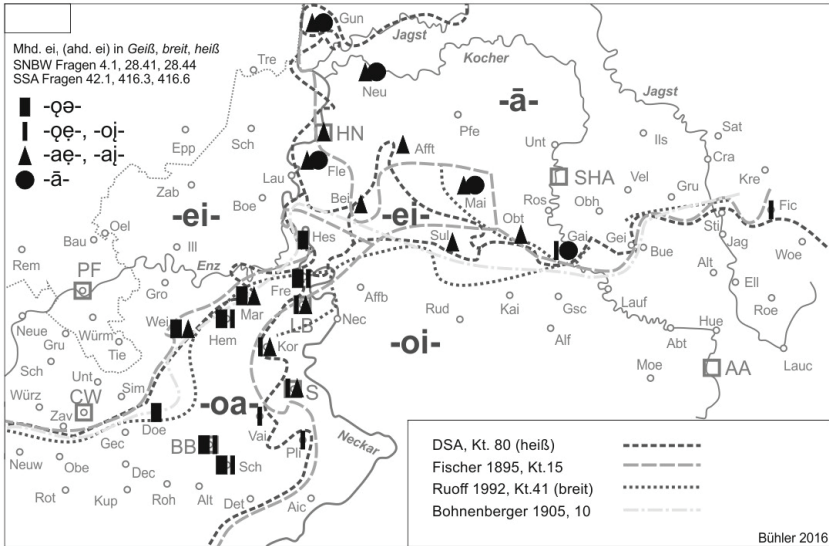 Mhd. ei, (ahd. ei) in Geiß, breit, heiß
SNBW Fragen 4.1, 28.41, 28.44
SSA Fragen 42.1, 416.3, 416.6
-ǫə-
-ǫẹ-, -oi̯-
-aẹ-, -ai̯-
-ā-
Gun
Jagst
Tre
Kocher
Neu
-ā-
Jagst
Pfe
HN
Epp
Sch
Afft
Unt
Ils
Sat
Cra
Fle
Lau
SHA
Kre
Zab
Mai
Vel
Gru
Fic
Boe
Bei
-ei-
-ei-
Ros
Obh
Oel
Bau
Ill
Hes
Sul
Obt
Gai
Gei
Sti
Jag
Woe
Rem
Enz
Bue
PF
Gro
Fre
Affb
Alt
Ell
Mar
Roe
Neue
Würm
Wei
Hem
LB
Nec
Rud
Kai
Gsc
Lauf
Gru
Tie
Kor
-oi-
Alf
Abt
Hue
Lauc
Sch
Unt
Moe
AA
Würz
CW
Sim
-oa-
S
Zav
Doe
Vai
Gec
BB
Pli
Neckar
Neuw
Obe
Dec
Sch
Rot
Kup
Roh
Alt
Det
Aic
DSA, Kt. 80 (heiß)
Fischer 1895, Kt.15
Ruoff 1992, Kt.41 (breit)
Bohnenberger 1905, 10
Bühler 2016